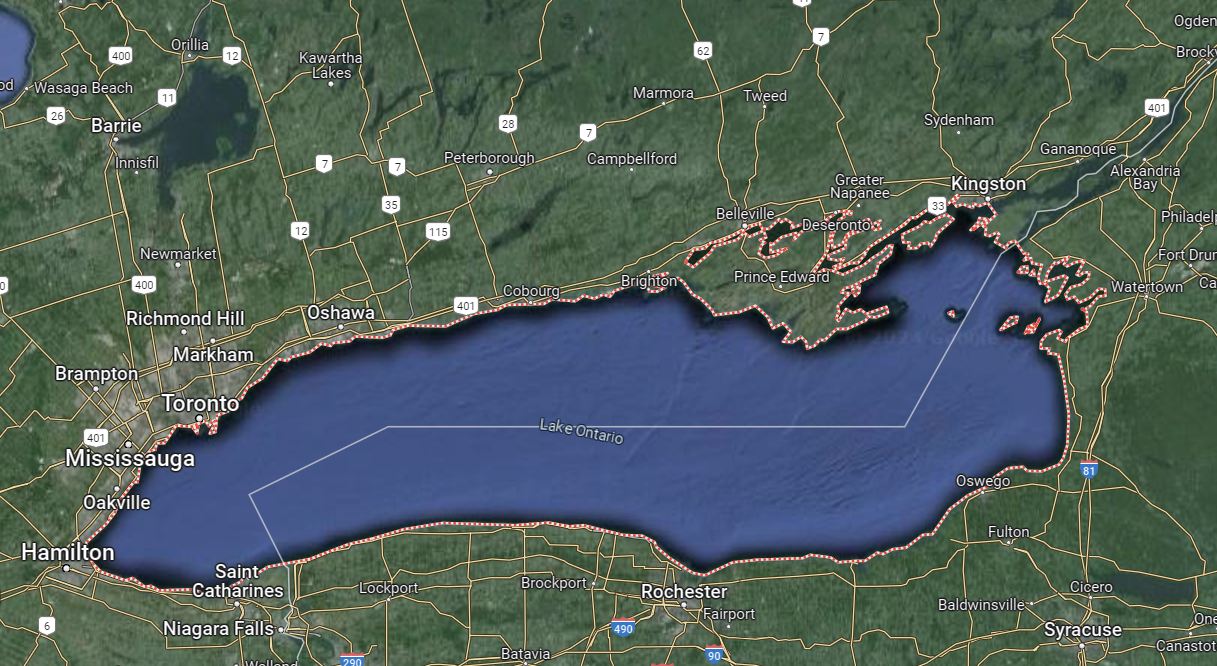 Ogden
Orillia
400
12
Kawartha
Lakes
62
7
Brock
Wasaga Beach
11
Marmora
Tweed
401
26
Barrie
28
7
Sydenham
Innisfil
7
7
Peterborough
Campbellford
Gananoque
Alexandria
Bay
Greater
Napanee
Kingston
35
33
12
115
Belleville
Deseronto
Philadelp
Newmarket
400
Prince Edward
Fort Drum
Brighton
Cobourg
Watertown
Ca
401
Richmond Hill
Oshawa
Markham
Brampton
Toronto
401
Lake Ontario
Mississauga
81
Oakville
Oswego
Hamilton
Fulton
Saint
Catharines
Lockport
Brockport
Rochester
Cicero
Baldwinsville
Fairport
6
Niagara Falls
490
Syracuse
One
Canastot
Batavia
90
290
Welland